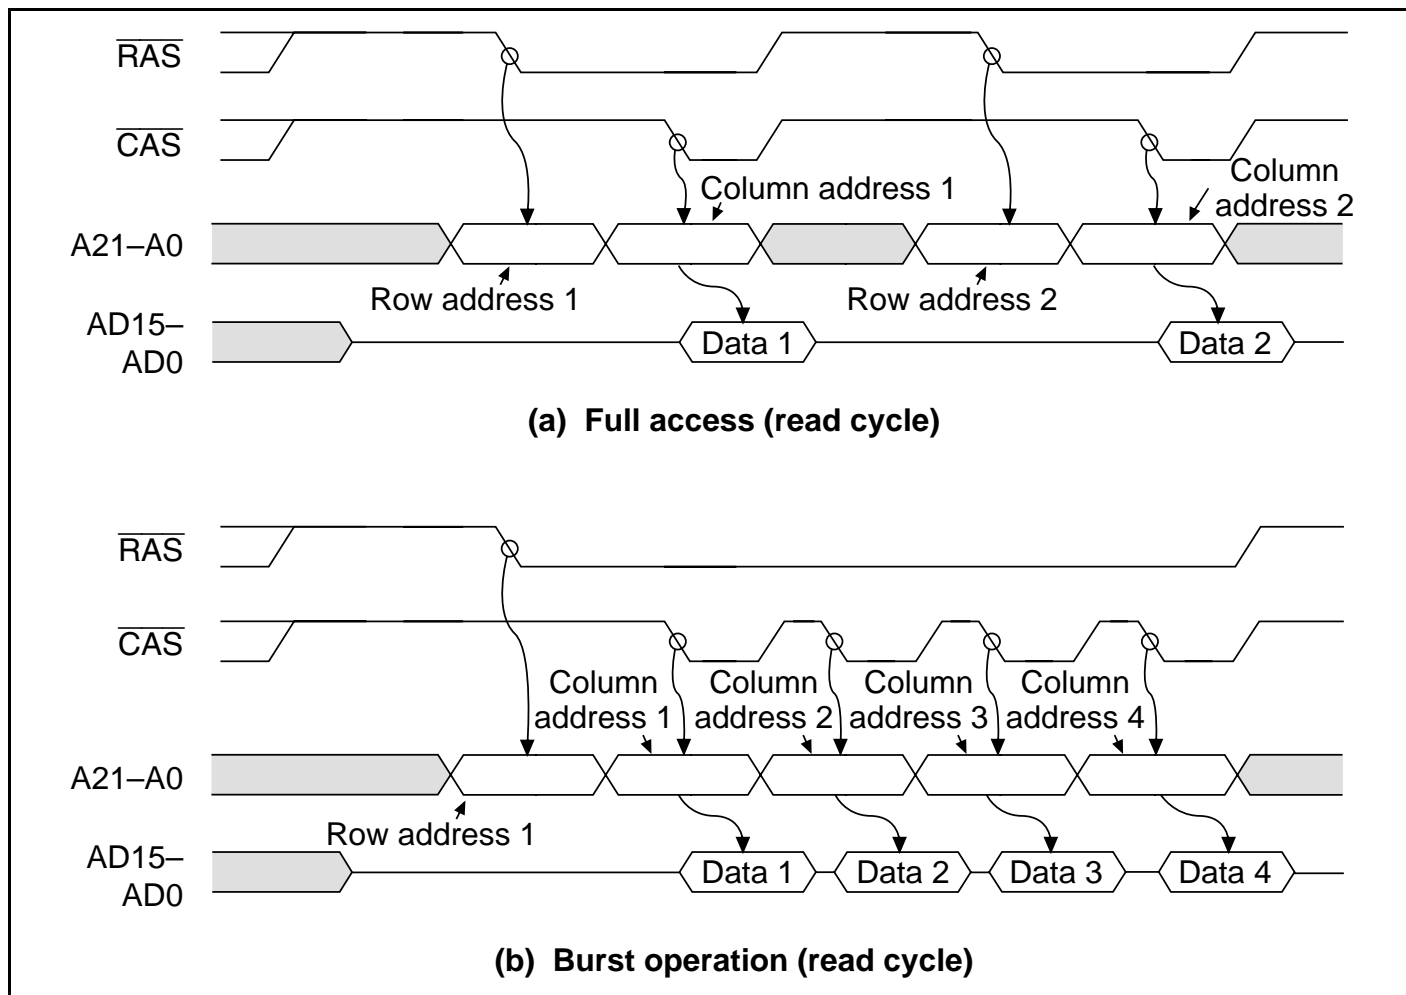 RAS
CAS
Column address 1
Column
address 2
A21–A0
Row address 1
Row address 2
AD15–
AD0
Data 1
Data 2
(a) Full access (read cycle)
RAS
CAS
Column
address 1
Column
address 2
Column
address 3
Column
address 4
A21–A0
Row address 1
AD15–
AD0
Data 1
Data 2
Data 3
Data 4
(b) Burst operation (read cycle)